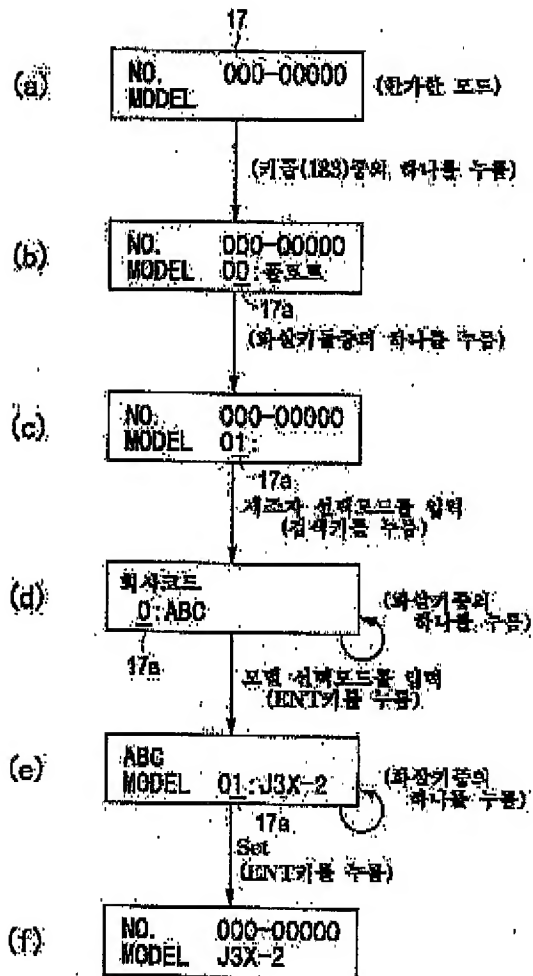 17
(a)
NO. 000-00000
MODEL
(한가한 모드)
(키들(183)중의 하나를 누름)
(b)
NO. 000-00000
MODEL 00:
17a
(화살키들중의 하나를 누름)
(c)
NO. 000-00000
MODEL 01:
17a
제조자 선택모드를 입력
(검색키를 누름)
(d)
회사코드
0:ABC
(화살키중의
하나를 누름)
17a
모델 선택모드를 입력
(ENT키를 누름)
(e)
ABC
MODEL 01:J3X-2
(화살키중의
하나를 누름)
17a
Set
(ENT키를 누름)
(f)
NO. 000-00000
MODEL J3X-2